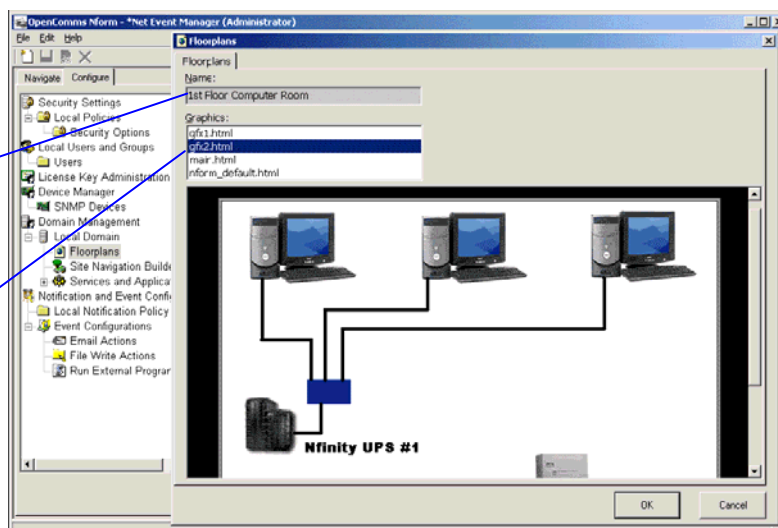 OpenComms Nform - *Net Event Manager (Administrator)
File Edit Help
Navigate Configure
Security Settings
Local Policies
Security Options
Local Users and Groups
Users
License Key Administration
Device Manager
SNMP Devices
Domain Management
Local Domain
Floorplans
Site Navigation Builde
Services and Applica
Notification and Event Confi
Local Notification Policy
Event Configurations
Email Actions
File Write Actions
Run External Program
Floorplans
Floorplans
Name:
1st Floor Computer Room
Graphics:
gfx1.html
gfx2.html
mair.html
nform_default.html
Nfinity UPS #1
OK Cancel